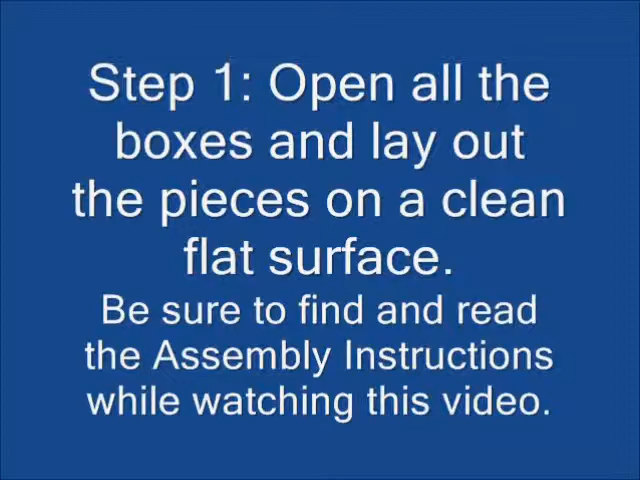 Step 1: Open all the
boxes and lay out
the pieces on a clean
flat surface.
Be sure to find and read
the Assembly Instructions
while watching this video.